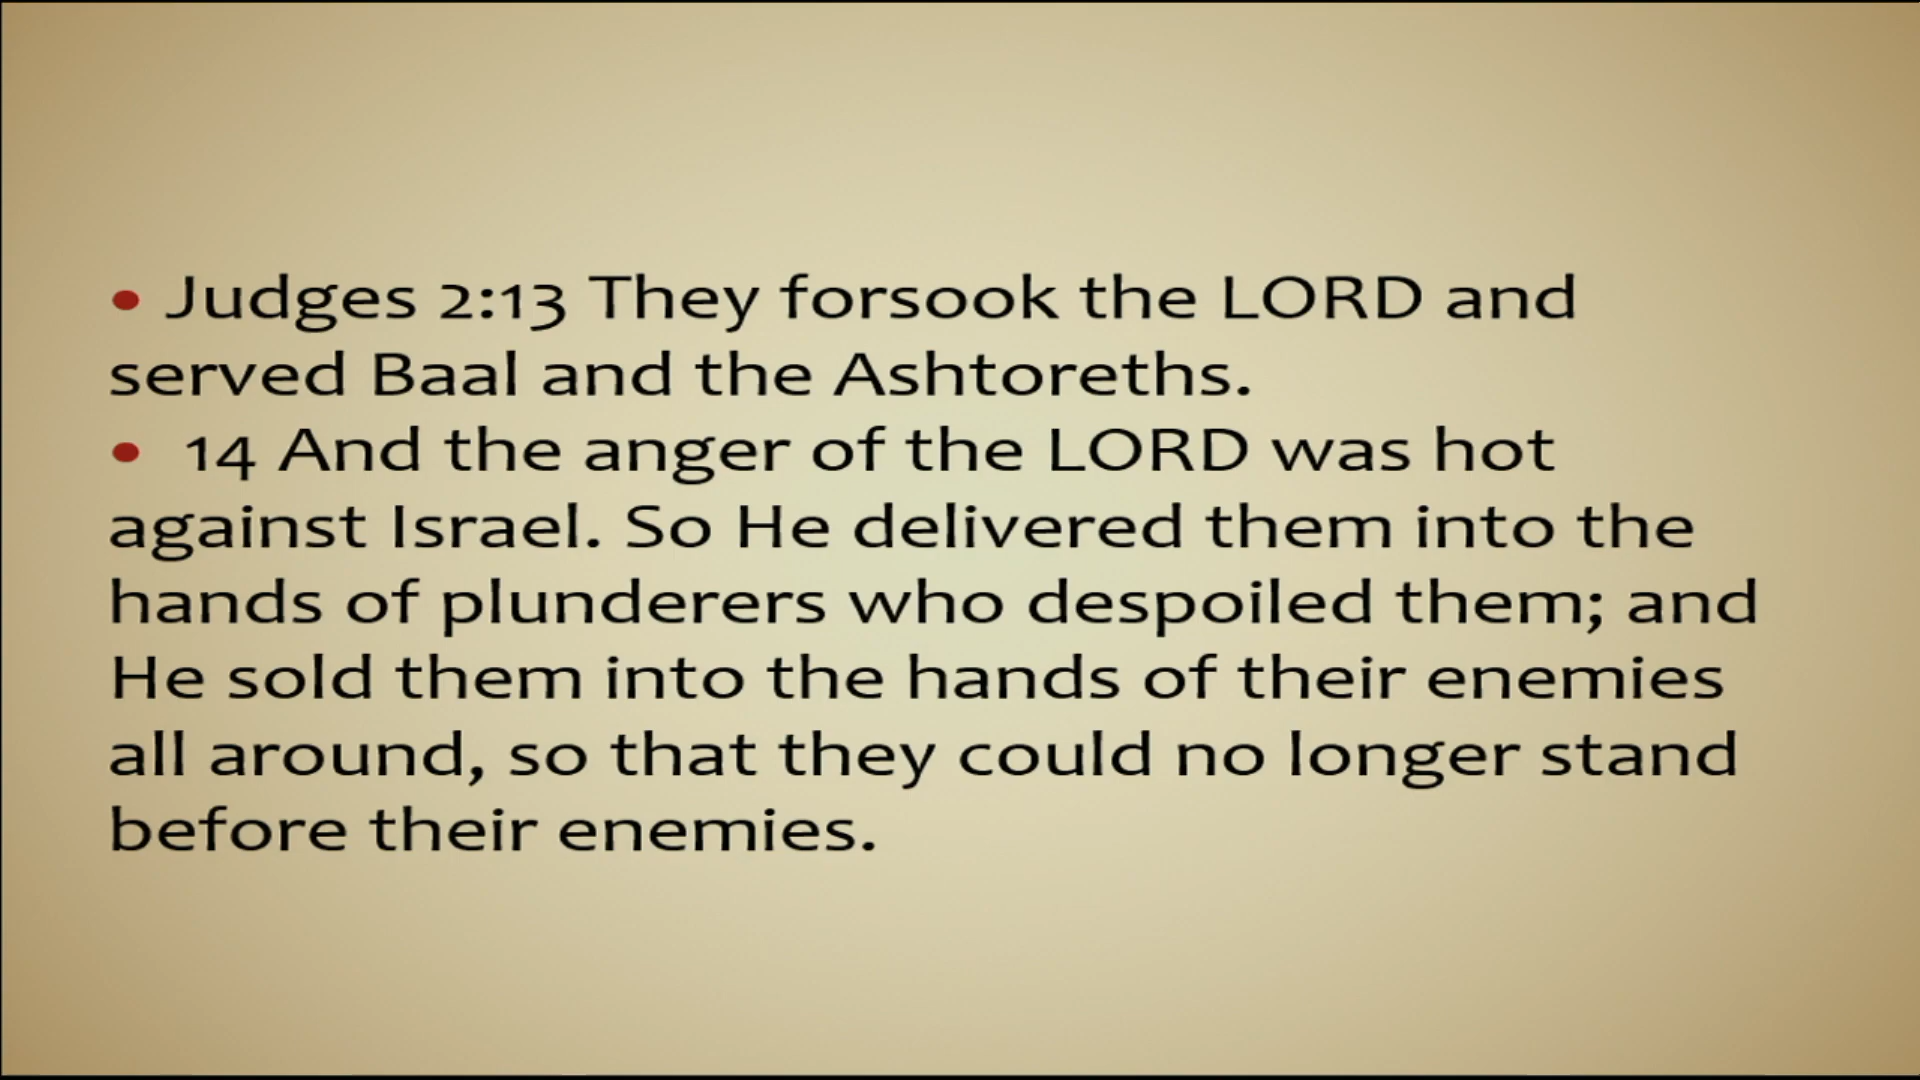 • Judges 2:13 They forsook the LORD and
served Baal and the Ashtoreths.
• 14 And the anger of the LORD was hot
against Israel. So He delivered them into the
hands of plunderers who despoiled them; and
He sold them into the hands of their enemies
all around, so that they could no longer stand
before their enemies.